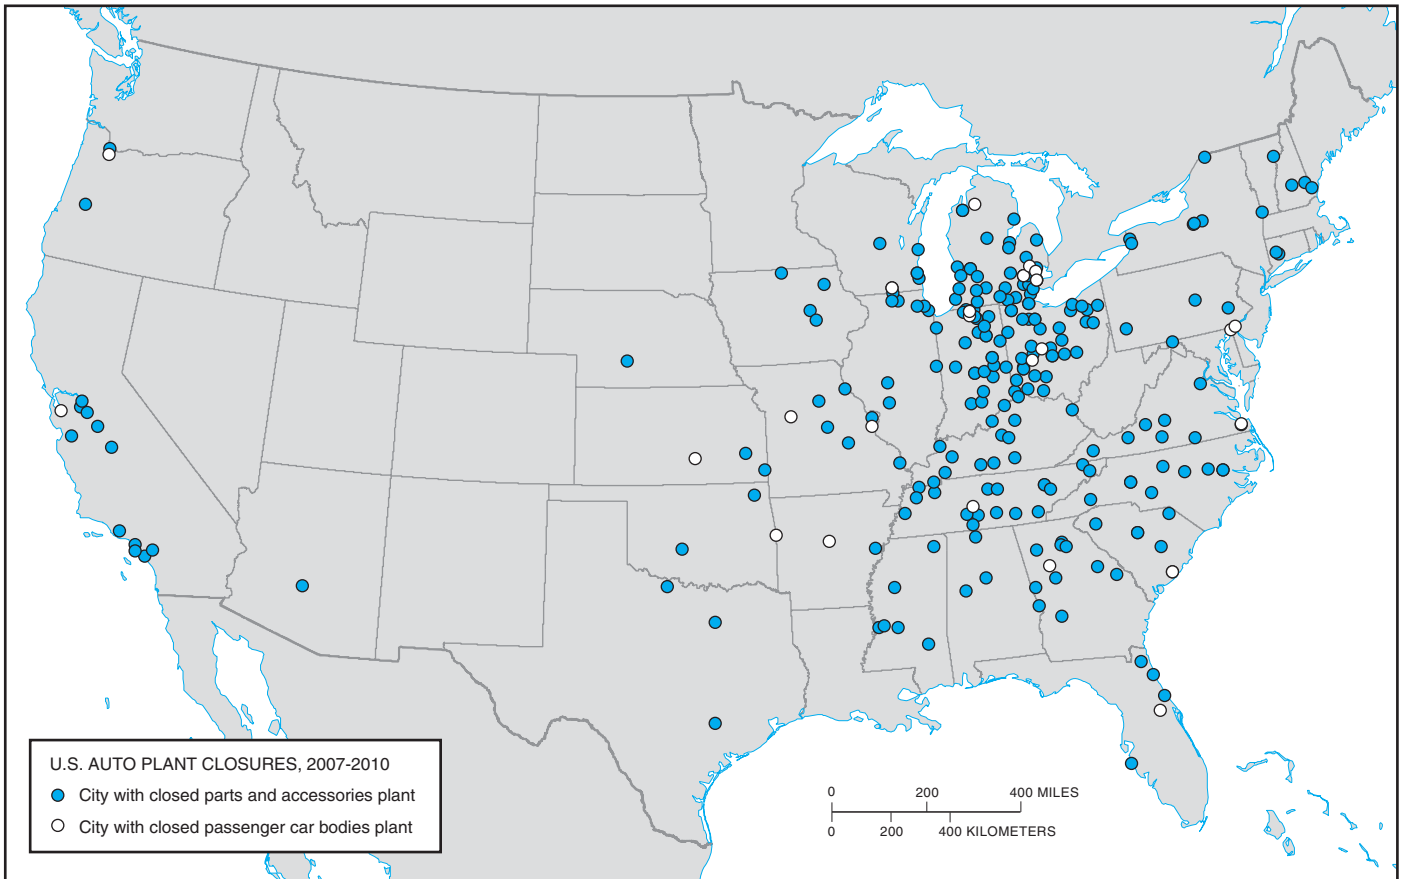 U.S. AUTO PLANT CLOSURES, 2007-2010
City with closed parts and accessories plant
City with closed passenger car bodies plant
0 200 400 MILES
0 200 400 KILOMETERS